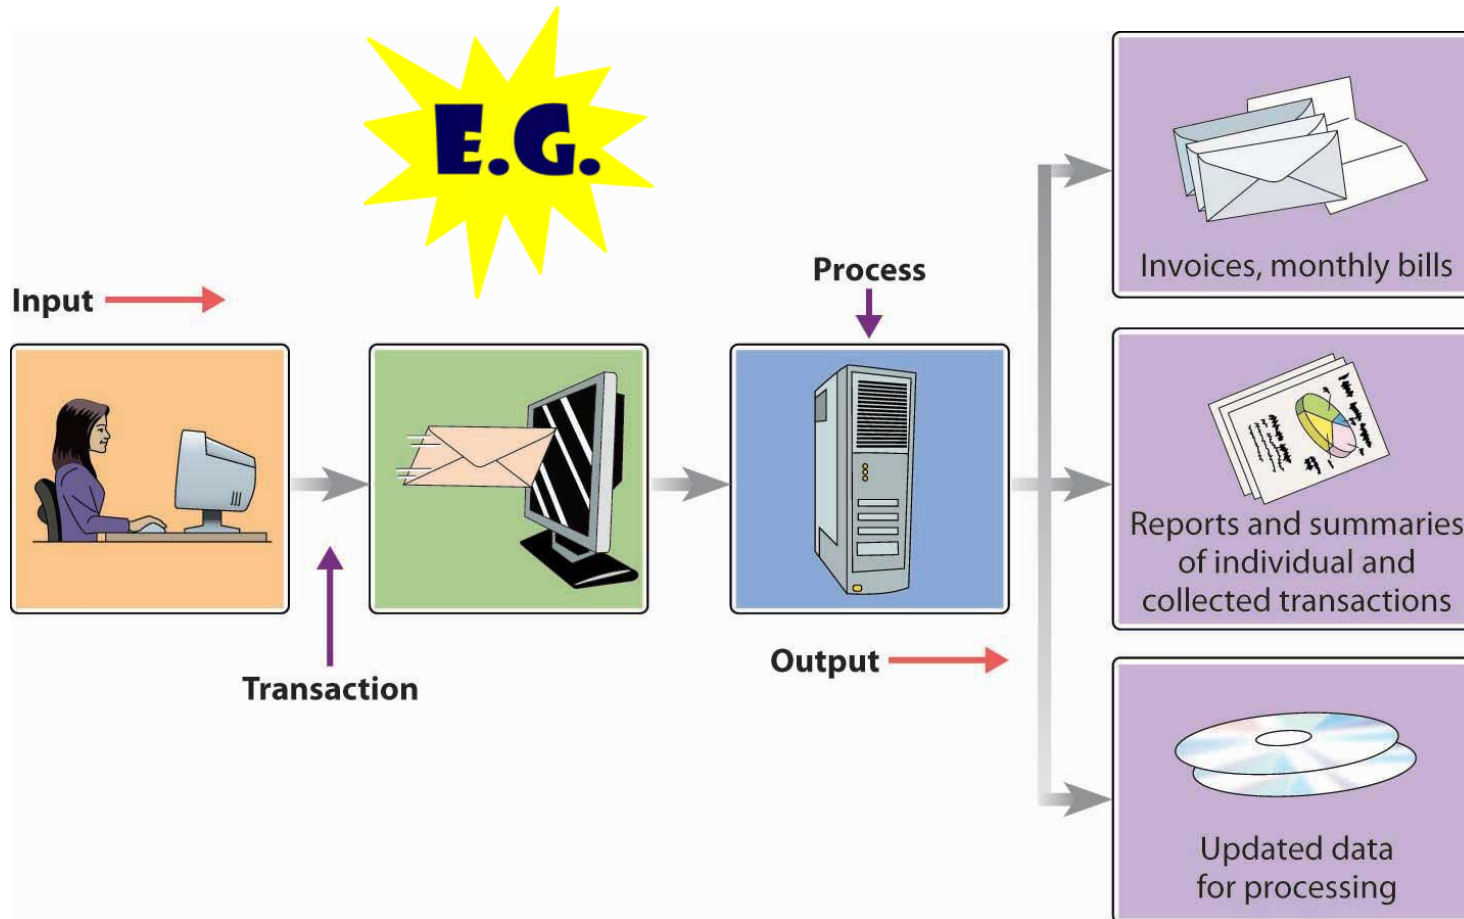 E.G.
Input
Transaction
Process
Output
Invoices, monthly bills
Reports and summaries
of individual and
collected transactions
Updated data
for processing